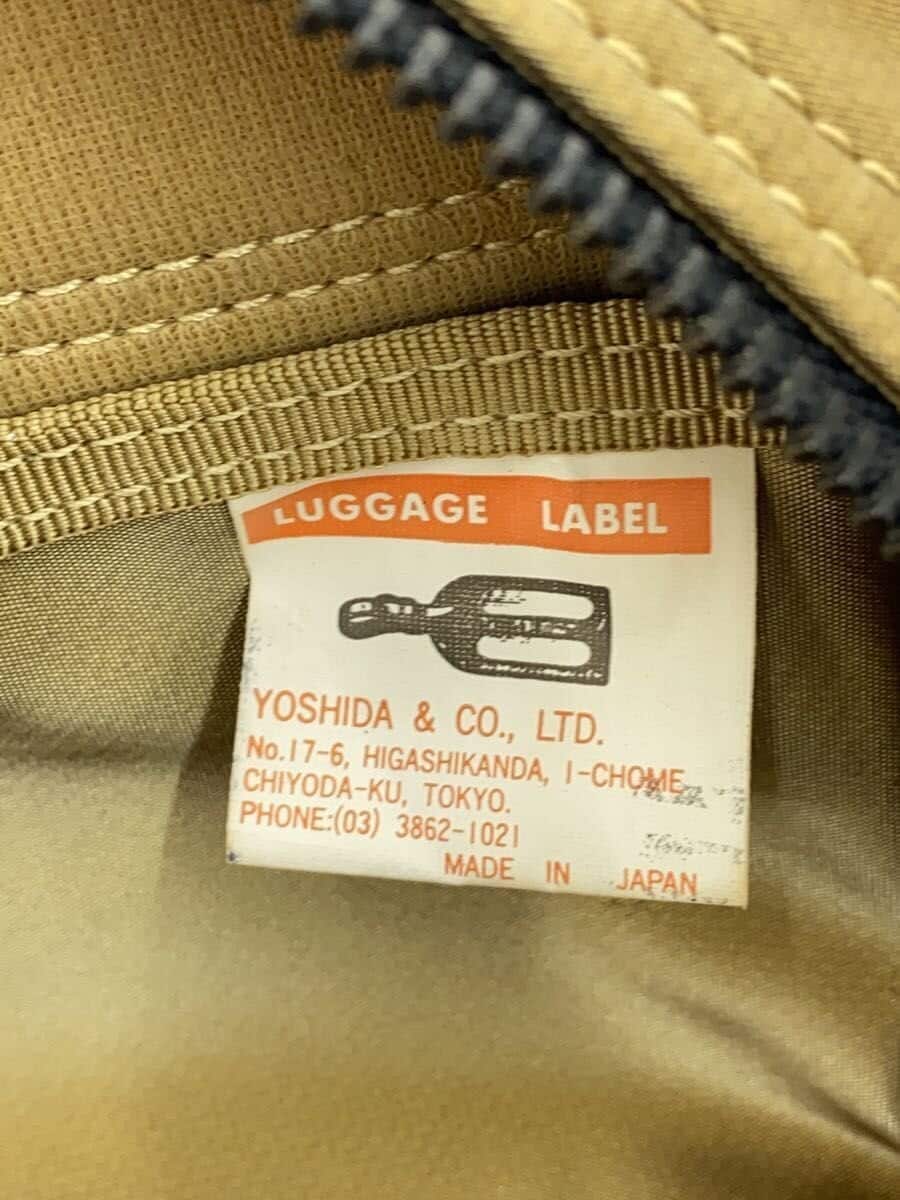 LUGGAGE LABEL
YOSHIDA & CO., LTD.
No.17-6, HIGASHIKANDA, 1-CHOME
CHIYODA-KU, TOKYO.
PHONE:(03) 3862-1021
MADE IN JAPAN